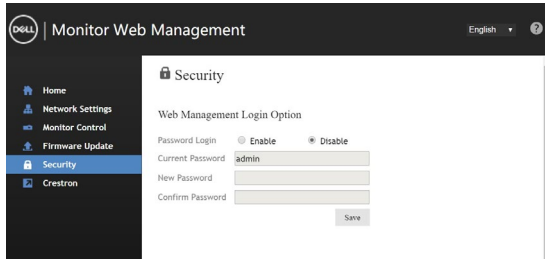 DELL | Monitor Web Management
English
?
Home
Network Settings
Monitor Control
Firmware Update
Security
Crestron
Security
Web Management Login Option
Password Login Enable Disable
Current Password admin
New Password
Confirm Password
Save